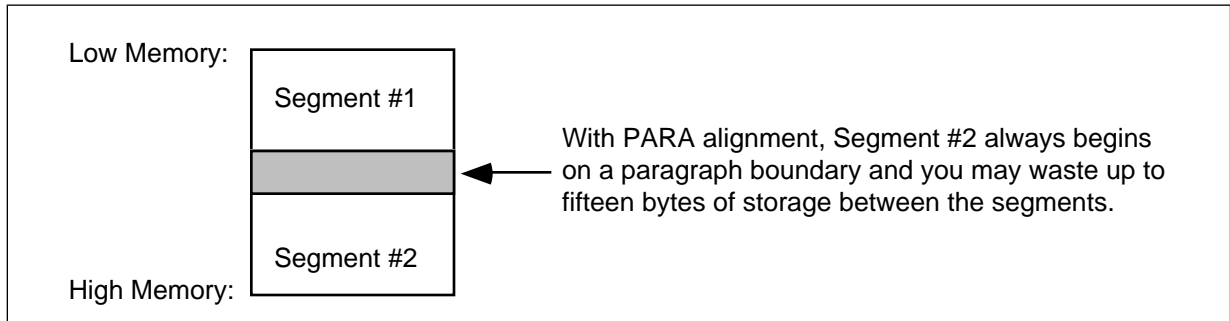 Low Memory:
Segment #1
With PARA alignment, Segment #2 always begins
on a paragraph boundary and you may waste up to
fifteen bytes of storage between the segments.
Segment #2
High Memory: